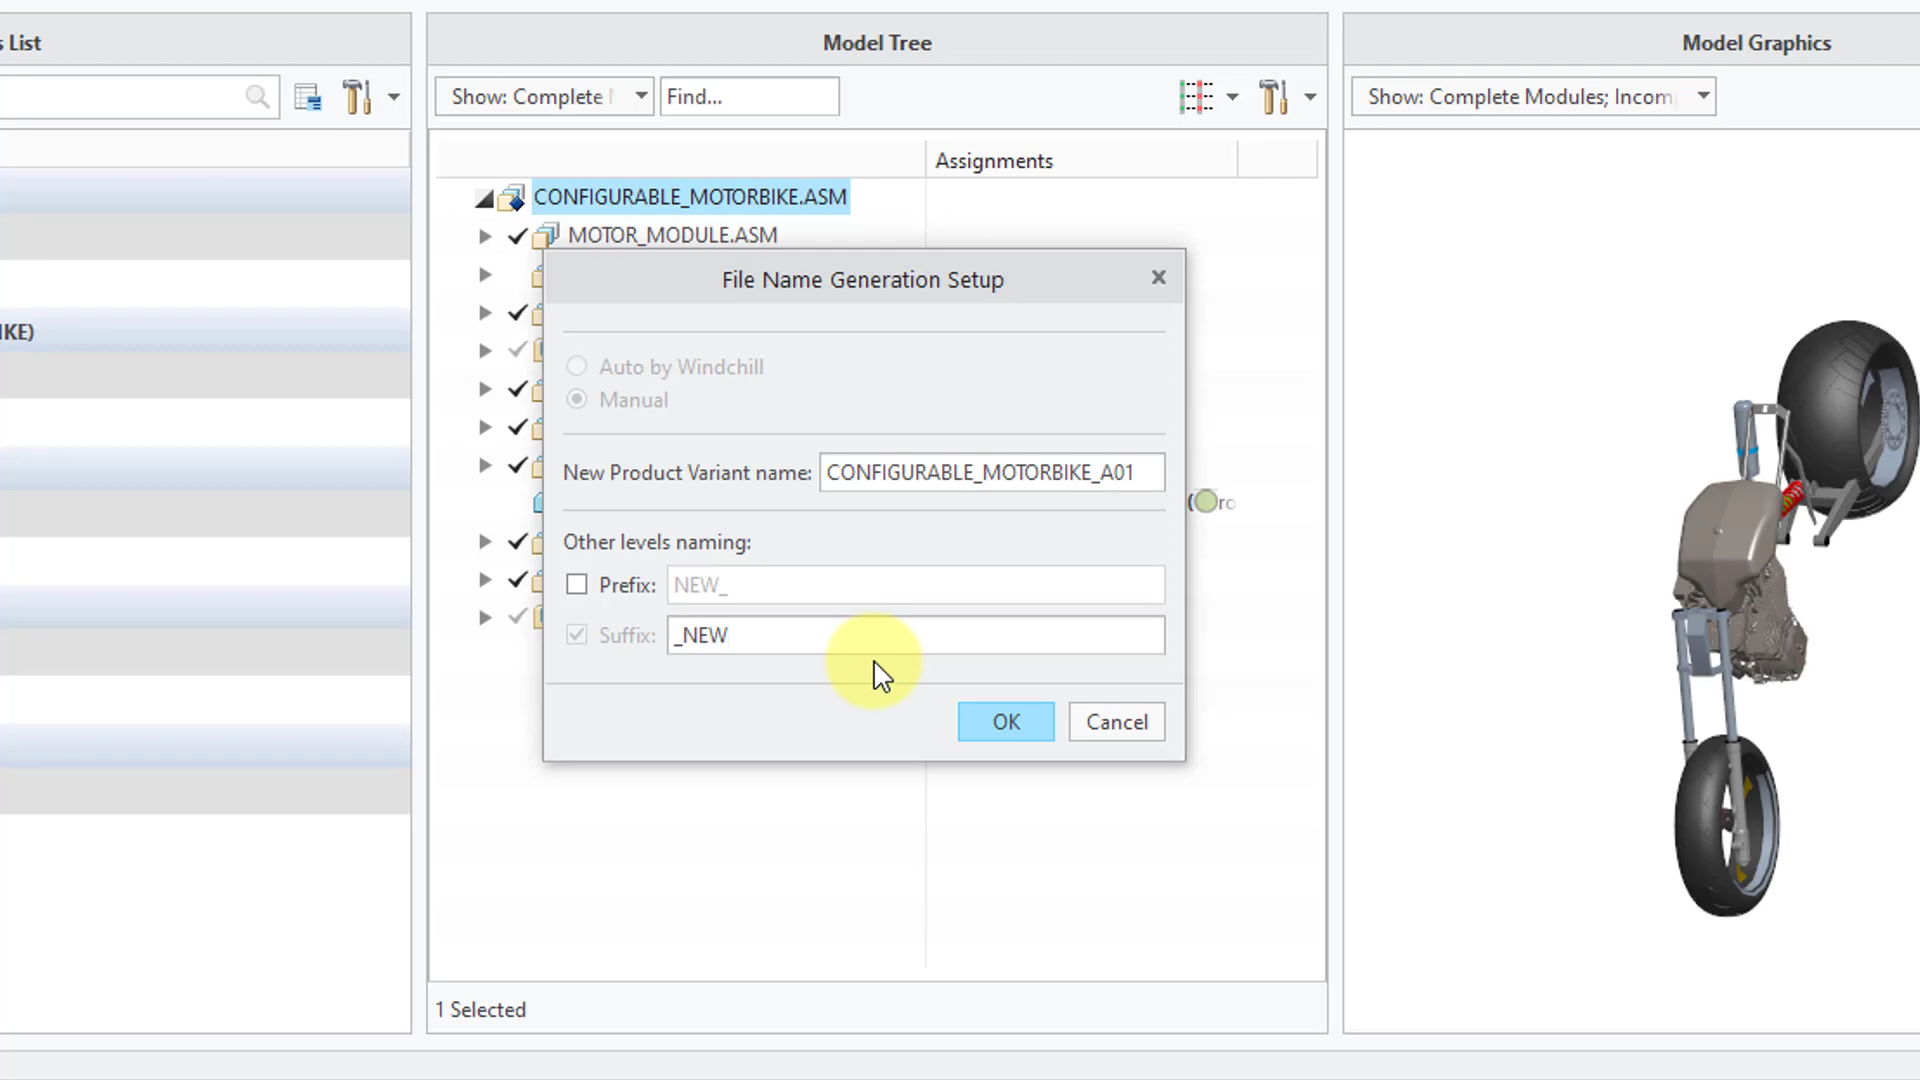 s List
Model Tree
Model Graphics
Show: Complete
Find...
Show: Complete Modules; Incom
Assignments
CONFIGURABLE_MOTORBIKE.ASM
MOTOR_MODULE.ASM
File Name Generation Setup
IKE)
Auto by Windchill
Manual
New Product Variant name: CONFIGURABLE_MOTORBIKE_A01
Other levels naming:
Prefix: NEW_
Suffix: _NEW
OK
Cancel
1 Selected